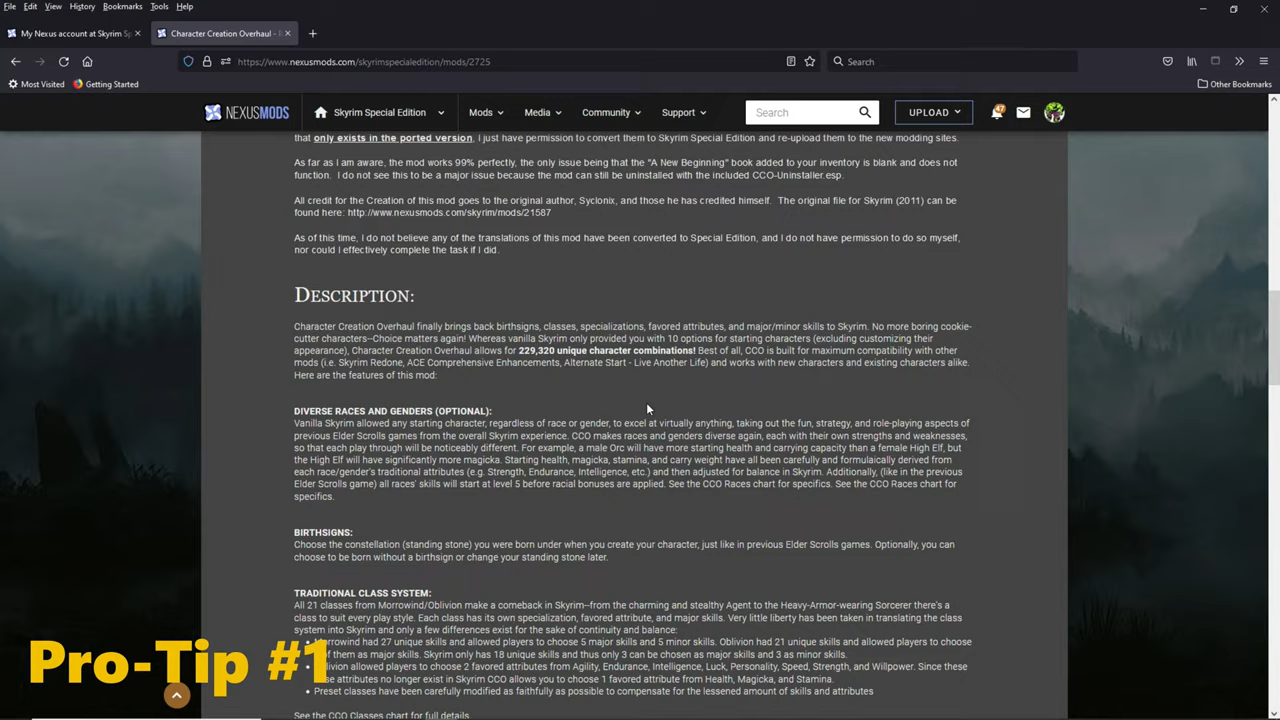 File Edit View History Bookmarks Tools Help
My Nexus account at Skyrim Sp
Character Creation Overhaul -
https://www.nexusmods.com/skyrimspecialedition/mods/2725
Search
Most Visited
Getting Started
Other Bookmarks
NEXUSMODS
Skyrim Special Edition
Mods
Media
Community
Support
Search
UPLOAD
that only exists in the ported version, I just have permission to convert them to Skyrim Special Edition and re-upload them to the new modding sites.
As far as I am aware, the mod works 99% perfectly, the only issue being that the "A New Beginning" book added to your inventory is blank and does not
function. I do not see this to be a major issue because the mod can still be uninstalled with the included CCO-Uninstaller.esp.
All credit for the Creation of this mod goes to the original author, Syclonix, and those he has credited himself. The original file for Skyrim (2011) can be
found here: http://www.nexusmods.com/skyrim/mods/21587
As of this time, I do not believe any of the translations of this mod have been converted to Special Edition, and I do not have permission to do so myself,
nor could I effectively complete the task if I did.
DESCRIPTION:
Character Creation Overhaul finally brings back birthsigns, classes, specializations, favored attributes, and major/minor skills to Skyrim. No more boring cookie-
cutter characters--Choice matters again! Whereas vanilla Skyrim only provided you with 10 options for starting characters (excluding customizing their
appearance), Character Creation Overhaul allows for 229,320 unique character combinations! Best of all, CCO is built for maximum compatibility with other
mods (i.e. Skyrim Redone, ACE Comprehensive Enhancements, Alternate Start - Live Another Life) and works with new characters and existing characters alike.
Here are the features of this mod:
DIVERSE RACES AND GENDERS (OPTIONAL):
Vanilla Skyrim allowed any starting character, regardless of race or gender, to excel at virtually anything, taking out the fun, strategy, and role-playing aspects of
previous Elder Scrolls games from the overall Skyrim experience. CCO makes races and genders diverse again, each with their own strengths and weaknesses,
so that each play through will be noticeably different. For example, a male Orc will have more starting health and carrying capacity than a female High Elf, but
the High Elf will have significantly more magicka. Starting health, magicka, stamina, and carry weight have all been carefully and formulaically derived from
each race/gender's traditional attributes (e.g. Strength, Endurance, Intelligence, etc.) and then adjusted for balance in Skyrim. Additionally, (like in the previous
Elder Scrolls game) all races' skills will start at level 5 before racial bonuses are applied. See the CCO Races chart for specifics. See the CCO Races chart for
specifics.
BIRTHSIGNS:
Choose the constellation (standing stone) you were born under when you create your character, just like in previous Elder Scrolls games. Optionally, you can
choose to be born without a birthsign or change your standing stone later.
TRADITIONAL CLASS SYSTEM:
All 21 classes from Morrowind/Oblivion make a comeback in Skyrim--from the charming and stealthy Agent to the Heavy-Armor-wearing Sorcerer there's a
class to suit every play style. Each class has its own specialization, favored attribute, and major skills. Very little liberty has been taken in translating the class
system into Skyrim and only a few differences exist for the sake of continuity and balance:
orrowind had 27 unique skills and allowed players to choose 5 major skills and 5 minor skills. Oblivion had 21 unique skills and allowed players to choose
of them as major skills. Skyrim only has 18 unique skills and thus only 3 can be chosen as major skills and 3 as minor skills.
livion allowed players to choose 2 favored attributes from Agility, Endurance, Intelligence, Luck, Personality, Speed, Strength, and Willpower. Since these
se attributes no longer exist in Skyrim CCO allows you to choose 1 favored attribute from Health, Magicka, and Stamina.
Preset classes have been carefully modified as faithfully as possible to compensate for the lessened amount of skills and attributes
See the CCO Classes chart for full details
Pro-Tip #1